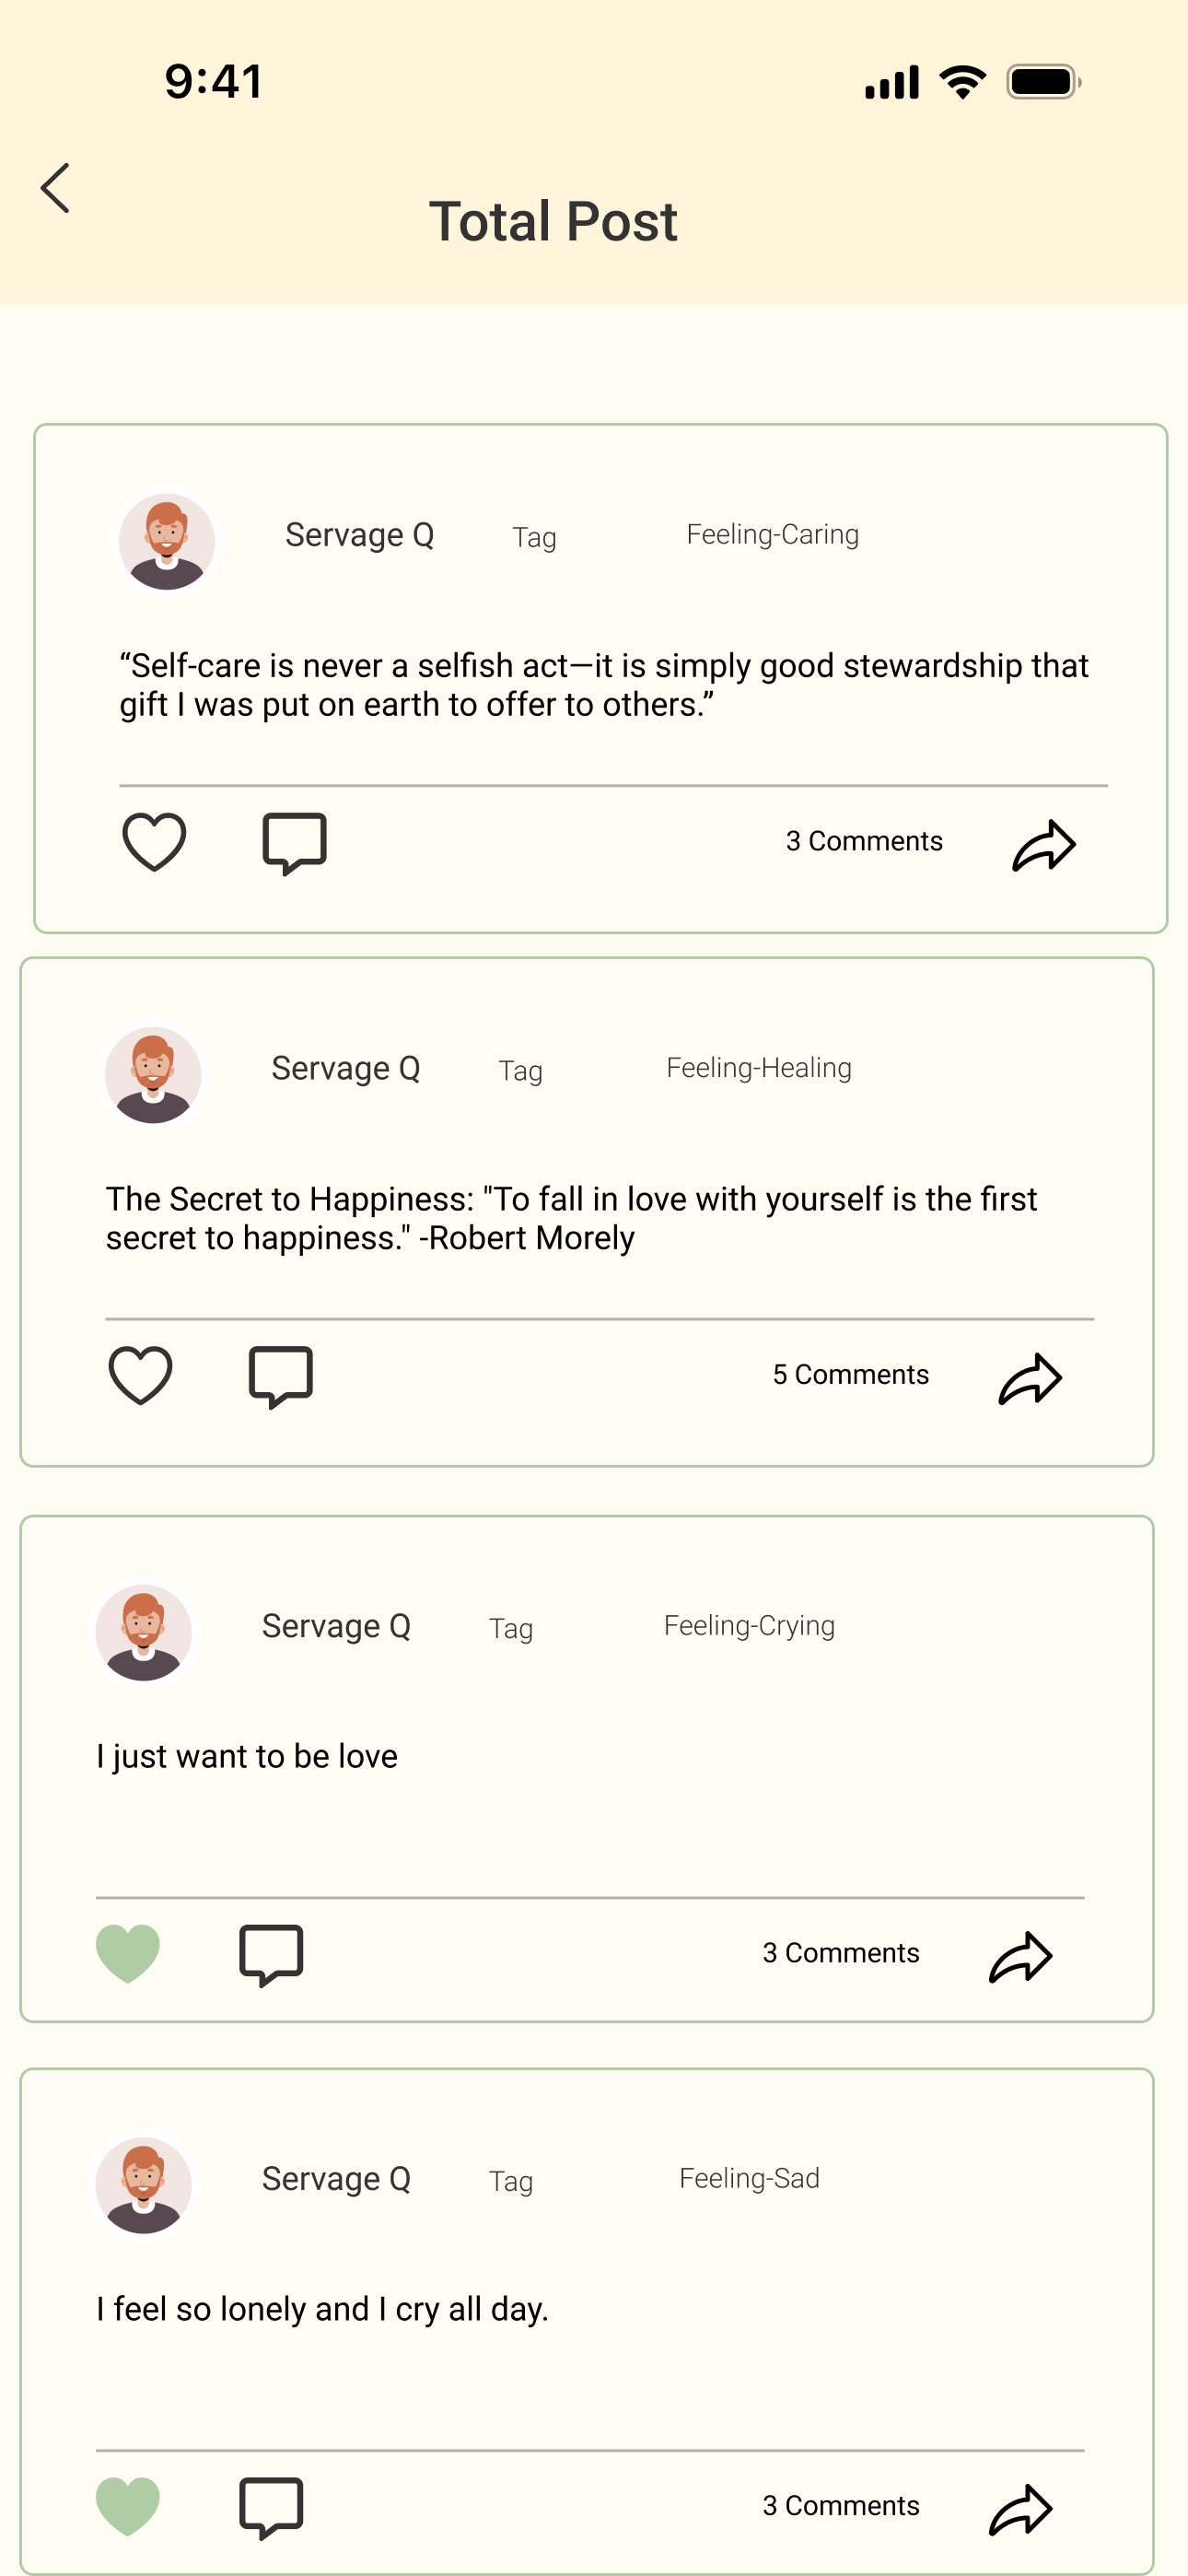 9:41
Total Post
Servage Q Tag Feeling-Caring
“Self-care is never a selfish act—it is simply good stewardship that
gift I was put on earth to offer to others.”
3 Comments
Servage Q Tag Feeling-Healing
The Secret to Happiness: "To fall in love with yourself is the first
secret to happiness." -Robert Morely
5 Comments
Servage Q Tag Feeling-Crying
I just want to be love
3 Comments
Servage Q Tag Feeling-Sad
I feel so lonely and I cry all day.
3 Comments